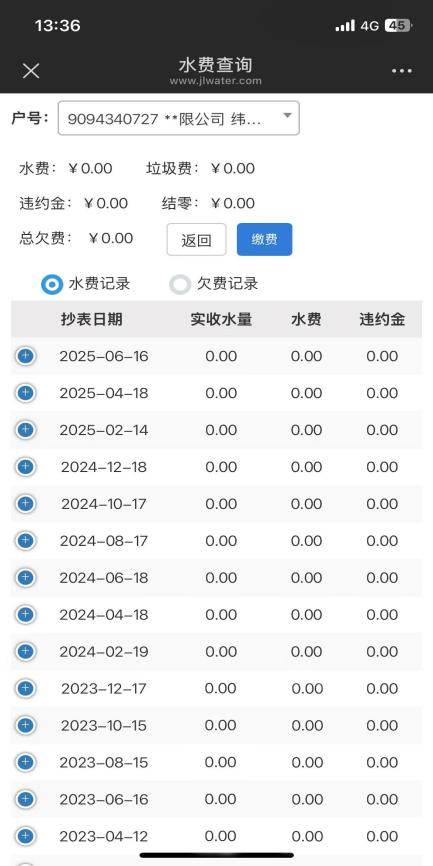 13:36 4G 45
水费查询
www.jlwater.com
户号: 9094340727 **限公司 纬...
水费: ￥0.00 垃圾费: ￥0.00
违约金: ￥0.00 结零: ￥0.00
总欠费: ￥0.00 返回 缴费
水费记录 欠费记录
抄表日期 实收水量 水费 违约金
2025-06-16 0.00 0.00 0.00
2025-04-18 0.00 0.00 0.00
2025-02-14 0.00 0.00 0.00
2024-12-18 0.00 0.00 0.00
2024-10-17 0.00 0.00 0.00
2024-08-17 0.00 0.00 0.00
2024-06-18 0.00 0.00 0.00
2024-04-18 0.00 0.00 0.00
2024-02-19 0.00 0.00 0.00
2023-12-17 0.00 0.00 0.00
2023-10-15 0.00 0.00 0.00
2023-08-15 0.00 0.00 0.00
2023-06-16 0.00 0.00 0.00
2023-04-12 0.00 0.00 0.00